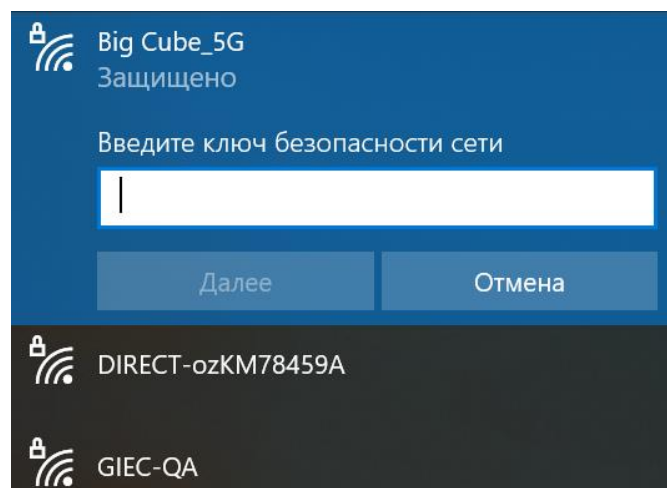 Big Cube_5G
Защищено
Введите ключ безопасности сети
Далее
Отмена
DIRECT-ozKM78459A
GIEC-QA